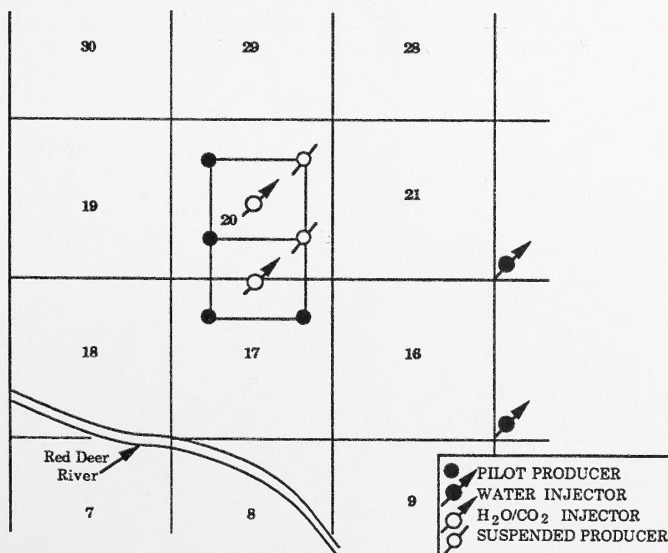 30 29 28
19 20 21
18 17 16
Red Deer
River
7 8 9
PILOT PRODUCER
WATER INJECTOR
H₂O/CO₂ INJECTOR
SUSPENDED PRODUCER